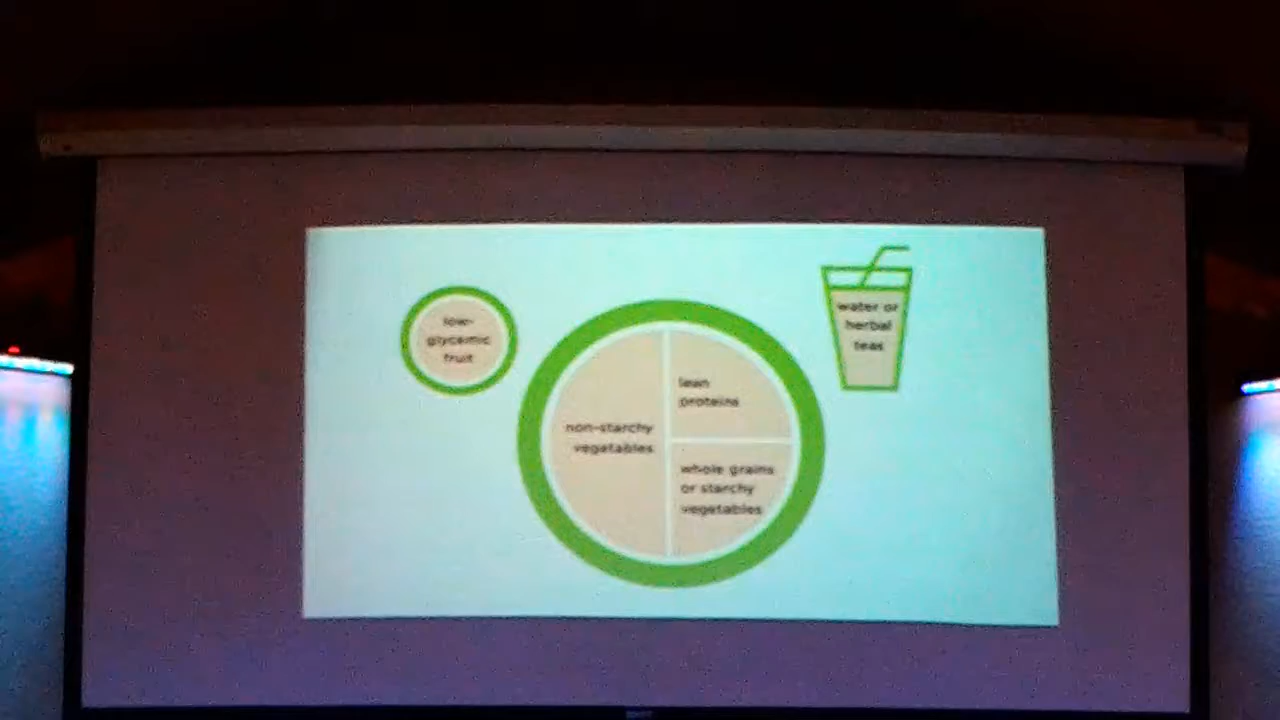 low-
glycemic
fruit
water or
herbal
teas
non-starchy
vegetables
lean
proteins
whole grains
or starchy
vegetables